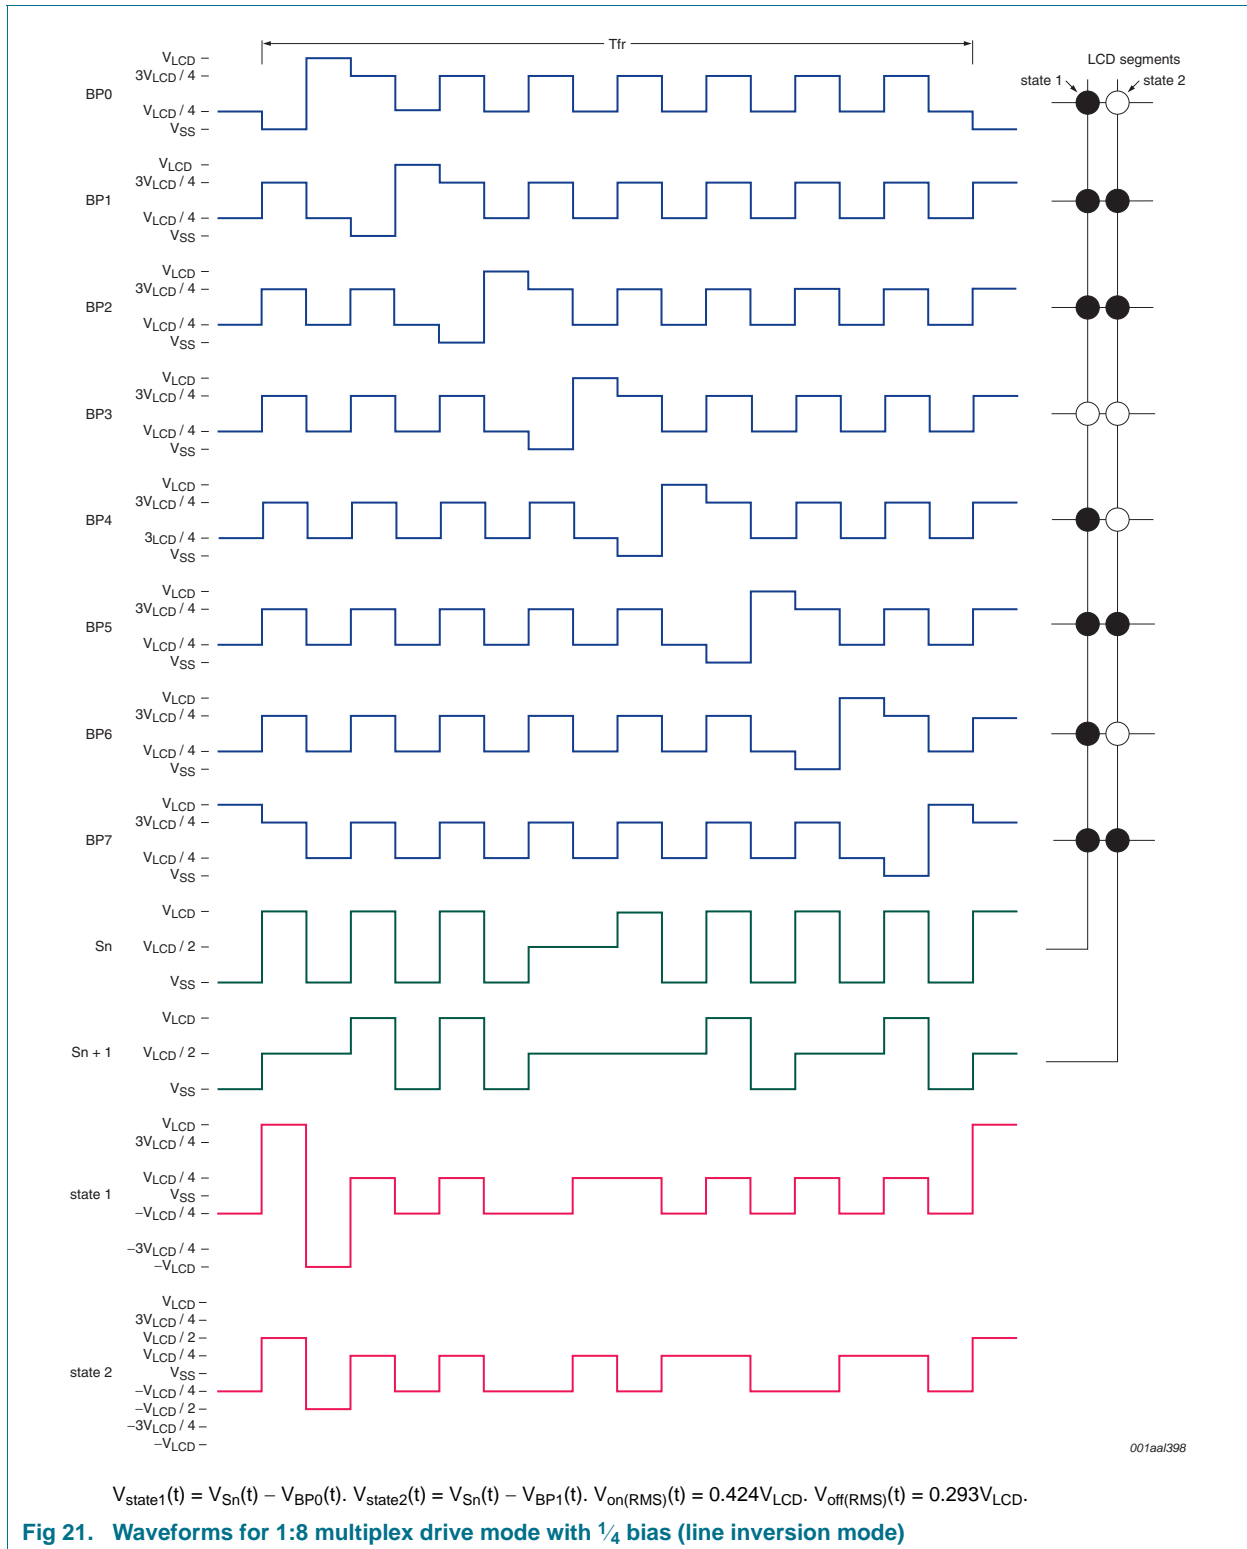 Tfr
LCD segments
state 1 state 2
BP0
VLCD
3VLCD / 4
VLCD / 4
VSS
BP1
VLCD
3VLCD / 4
VLCD / 4
VSS
BP2
VLCD
3VLCD / 4
VLCD / 4
VSS
BP3
VLCD
3VLCD / 4
VLCD / 4
VSS
BP4
VLCD
3VLCD / 4
3LCD / 4
VSS
BP5
VLCD
3VLCD / 4
VLCD / 4
VSS
BP6
VLCD
3VLCD / 4
VLCD / 4
VSS
BP7
VLCD
3VLCD / 4
VLCD / 4
VSS
Sn
VLCD
VLCD / 2
VSS
Sn + 1
VLCD
VLCD / 2
VSS
state 1
VLCD
3VLCD / 4
VLCD / 4
VSS
−VLCD / 4
−3VLCD / 4
−VLCD
state 2
VLCD
3VLCD / 4
VLCD / 2
VLCD / 4
VSS
−VLCD / 4
−VLCD / 2
−3VLCD / 4
−VLCD
001aal398
Vstate1(t) = VSn(t) − VBP0(t). Vstate2(t) = VSn(t) − VBP1(t). Von(RMS)(t) = 0.424VLCD. Voff(RMS)(t) = 0.293VLCD.
Fig 21. Waveforms for 1:8 multiplex drive mode with 1⁄4 bias (line inversion mode)